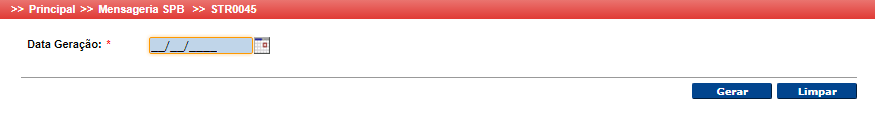 >> Principal >> Mensageria SPB >> STR0045
Data Geração: * __/__/____
Gerar Limpar